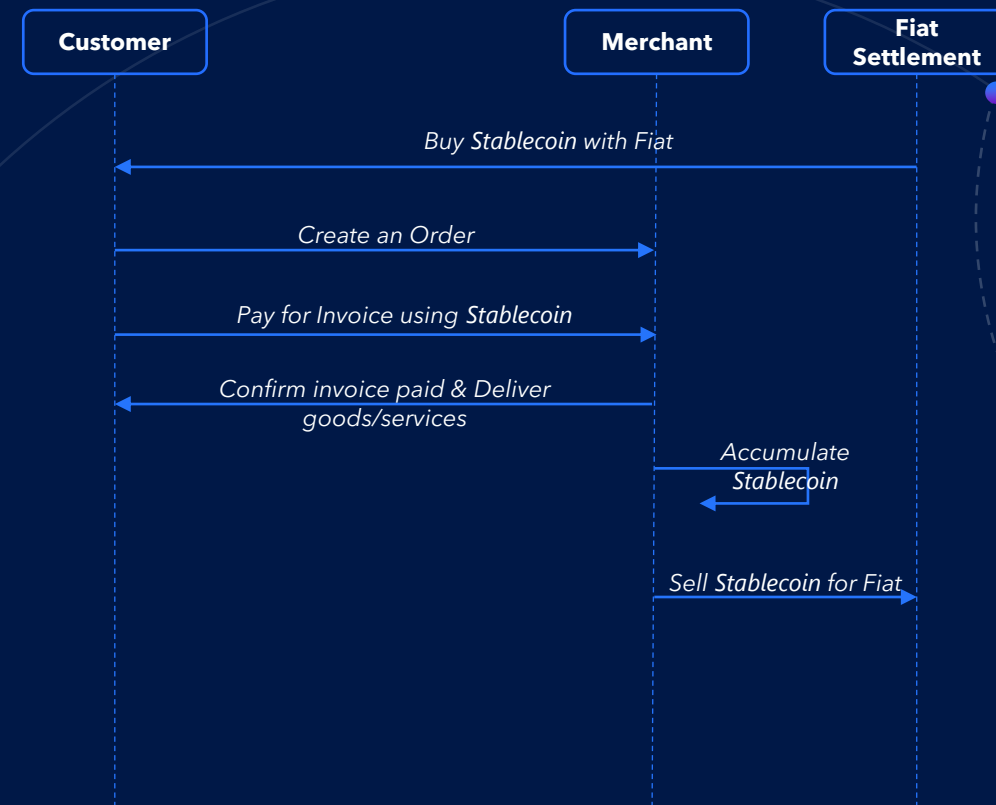 Customer
Merchant
Fiat
Settlement
Buy Stablecoin with Fiat
Create an Order
Pay for Invoice using Stablecoin
Confirm invoice paid & Deliver
goods/services
Accumulate
Stablecoin
Sell Stablecoin for Fiat